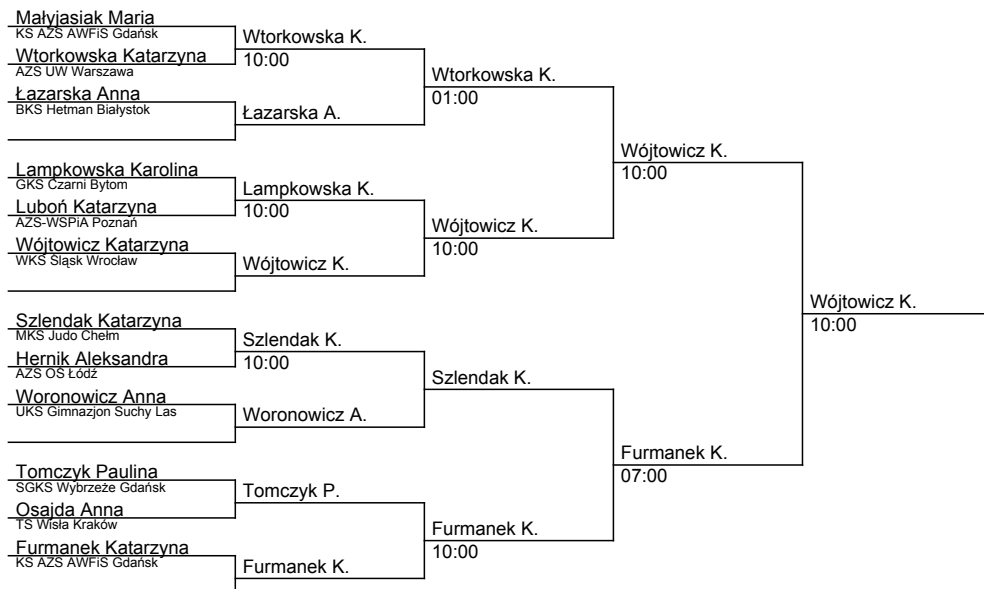 Małyjasiak Maria
KS AZS AWFiS Gdańsk
Wtorkowska Katarzyna
AZS UW Warszawa
Łazarska Anna
BKS Hetman Białystok
Lampkowska Karolina
GKS Czarni Bytom
Luboń Katarzyna
AZS-WSPiA Poznań
Wójtowicz Katarzyna
WKS Śląsk Wrocław
Szlendak Katarzyna
MKS Judo Chełm
Hernik Aleksandra
AZS OŚ Łódź
Woronowicz Anna
UKS Gimnazjon Suchy Las
Tomczyk Paulina
SGKS Wybrzeże Gdańsk
Osajda Anna
TS Wisła Kraków
Furmanek Katarzyna
KS AZS AWFiS Gdańsk
Wtorkowska K.
10:00
Łazarska A.
Lampkowska K.
10:00
Wójtowicz K.
Szlendak K.
10:00
Woronowicz A.
Tomczyk P.
Furmanek K.
Wtorkowska K.
01:00
Wójtowicz K.
10:00
Szlendak K.
Furmanek K.
10:00
Wójtowicz K.
10:00
Furmanek K.
07:00
Wójtowicz K.
10:00